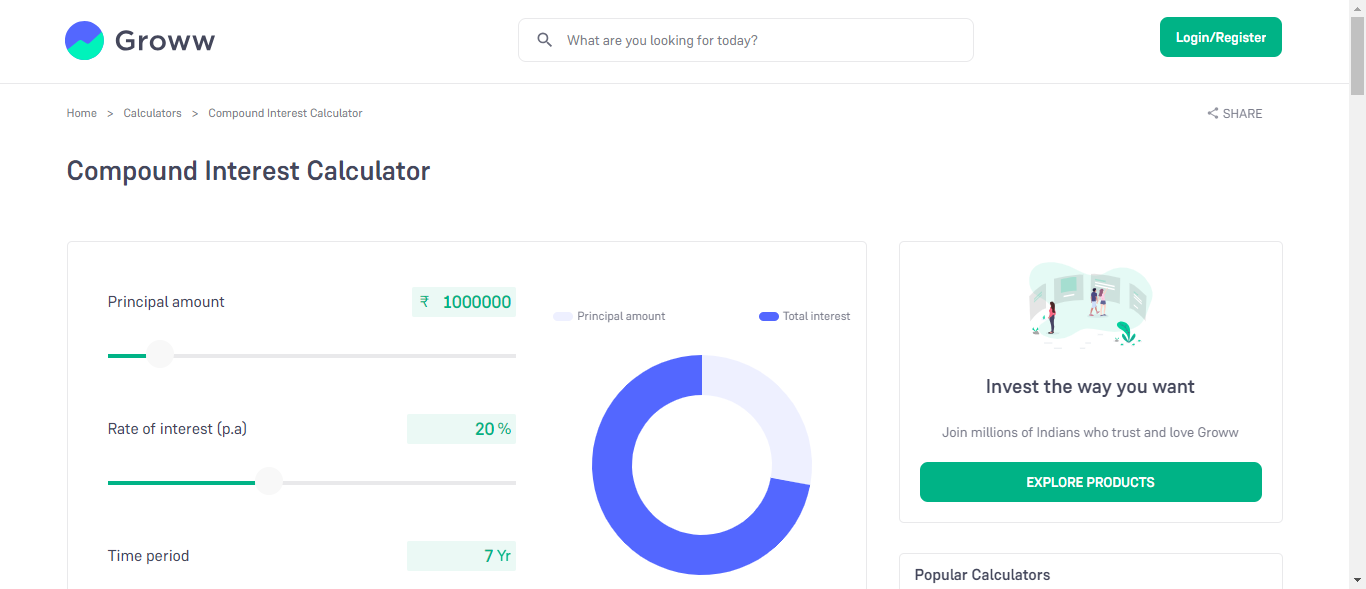 Groww
What are you looking for today?
Login/Register
Home > Calculators > Compound Interest Calculator
SHARE
Compound Interest Calculator
Principal amount
₹ 1000000
Rate of interest (p.a)
20 %
Time period
7 Yr
Principal amount
Total interest
Invest the way you want
Join millions of Indians who trust and love Groww
EXPLORE PRODUCTS
Popular Calculators